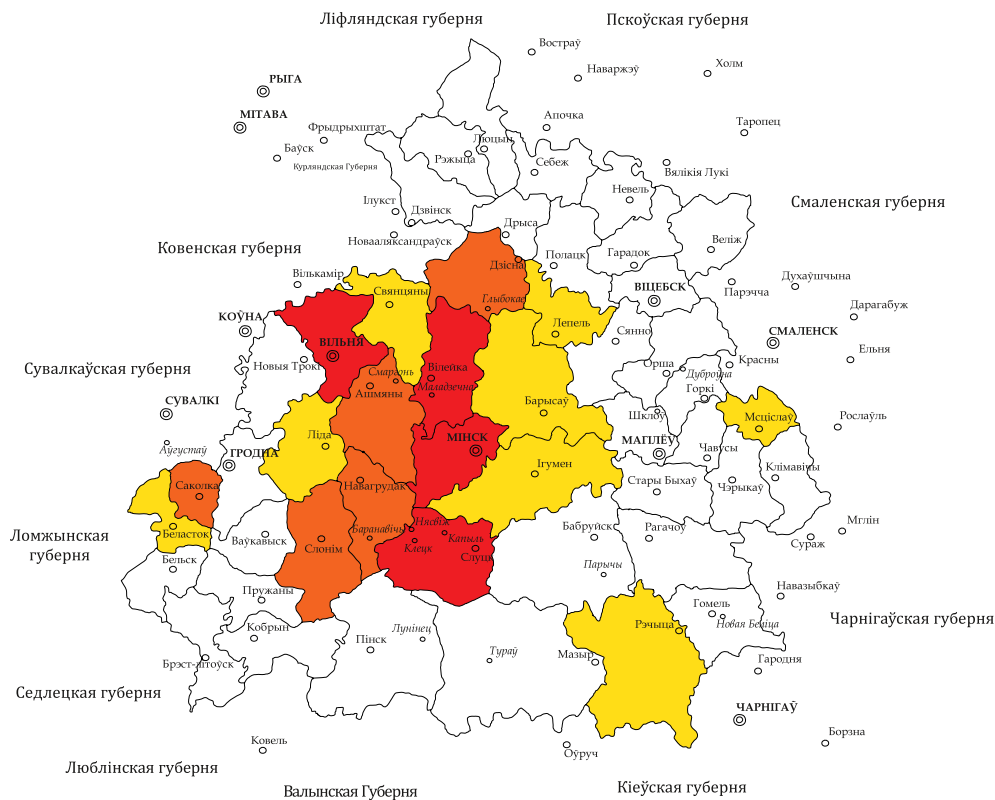 Ліфляндская губерня
Пскоўская губерня
Востраў
Наваржэў
Холм
РЫГА
МІТАВА
Фрыдрыхштат
Баўск
Курляндская Губерня
Апочка
Таропец
Люцын
Рэжыца
Себеж
Вялікія Лукі
Невель
Смаленская губерня
Ілукст
Дзвінск
Дрыса
Новааляксандраўск
Ковенская губерня
Веліж
Полацк
Гарадок
Дзісна
Вількамір
Свянцяны
Глыбокае
ВІЦЕБСК
Парэчча
Духаўшчына
Дарагабуж
КОЎНА
Лепель
Сянно
СМАЛЕНСК
ВІЛЬНЯ
Новыя Трокі
Смаргонь
Вілейка
Маладзечна
Ашмяны
Орша
Дуброўна
Красны
Ельня
Горкі
Сувалкаўская губерня
СУВАЛКІ
Барысаў
Шклоў
Мсціслаў
Рослаўль
Аўгустаў
Ліда
МІНСК
МАГІЛЁЎ
Чавусы
ГРОДНА
Ігумен
Клімавічы
Саколка
Навагрудак
Стары Быхаў
Чэрыкаў
Ломжынская
губерня
Беласток
Ваўкавыск
Слонім
Баранавічы
Нясвіж
Клецк
Капыль
Слуцк
Бабруйск
Рагачоў
Мглін
Сураж
Бельск
Парычы
Пружаны
Навазыбкаў
Гомель
Новая Беліца
Чарнігаўская губерня
Кобрын
Лунінец
Пінск
Рэчыца
Тураў
Мазыр
Гародня
Брэст-літоўск
Седлецкая губерня
ЧАРНІГАЎ
Борзна
Ковель
Оўруч
Люблінская губерня
Валынская Губерня
Кіеўская губерня